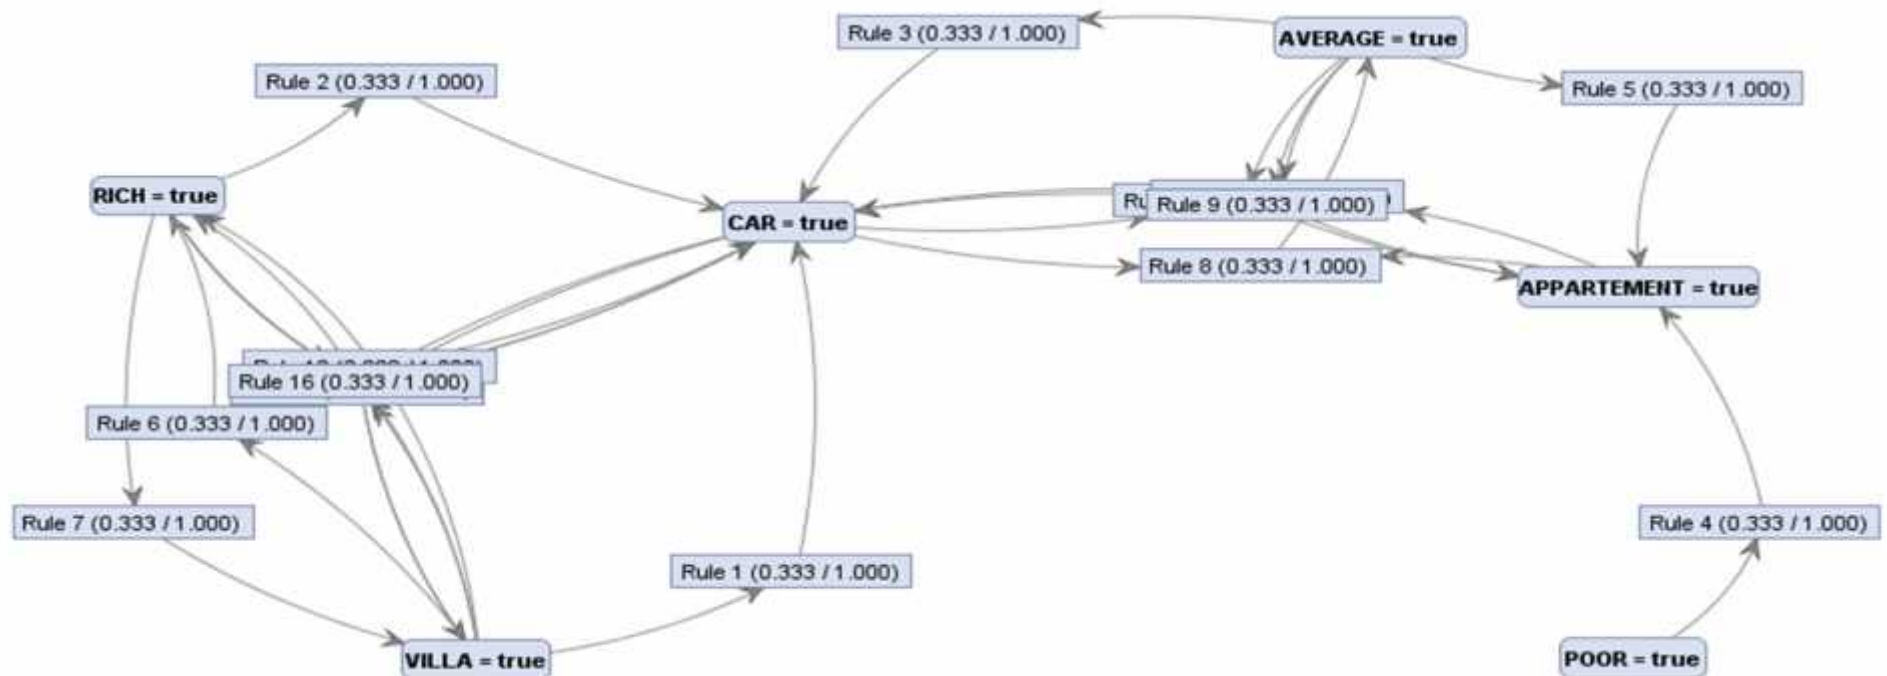 Rule 3 (0.333 / 1.000)
AVERAGE = true
Rule 2 (0.333 / 1.000)
Rule 5 (0.333 / 1.000)
RICH = true
CAR = true
Rule 9 (0.333 / 1.000)
Rule 8 (0.333 / 1.000)
APPARTEMENT = true
Rule 16 (0.333 / 1.000)
Rule 6 (0.333 / 1.000)
Rule 7 (0.333 / 1.000)
Rule 4 (0.333 / 1.000)
Rule 1 (0.333 / 1.000)
VILLA = true
POOR = true